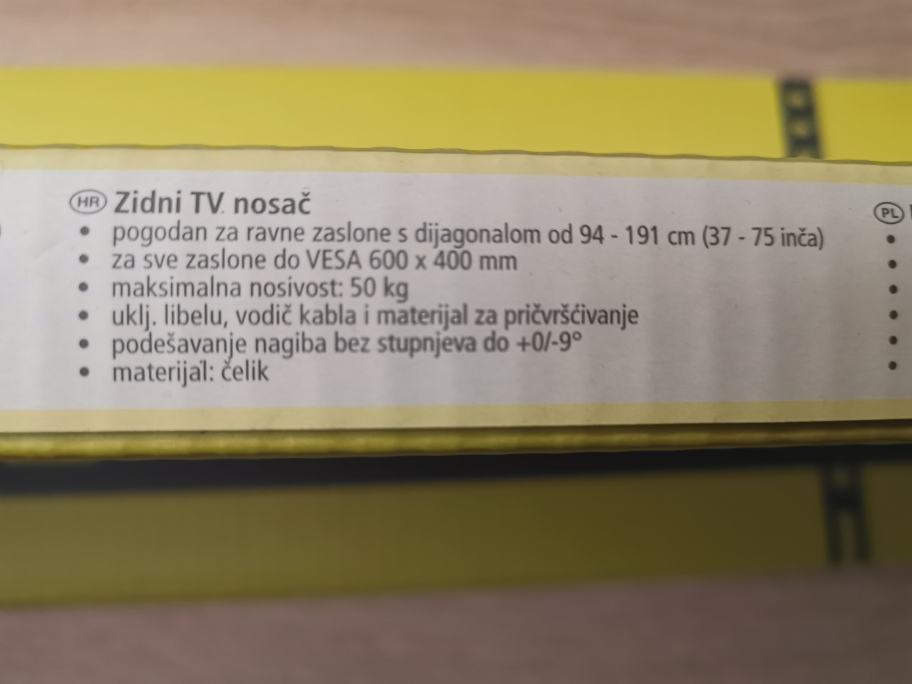 HR Zidni TV nosač
• pogodan za ravne zaslone s dijagonalom od 94 - 191 cm (37 - 75 inča)
• za sve zaslone do VESA 600 x 400 mm
• maksimalna nosivost: 50 kg
• uklj. libelu, vodič kabla i materijal za pričvršćivanje
• podešavanje nagiba bez stupnjeva do +0/-9°
• materijal: čelik
PL